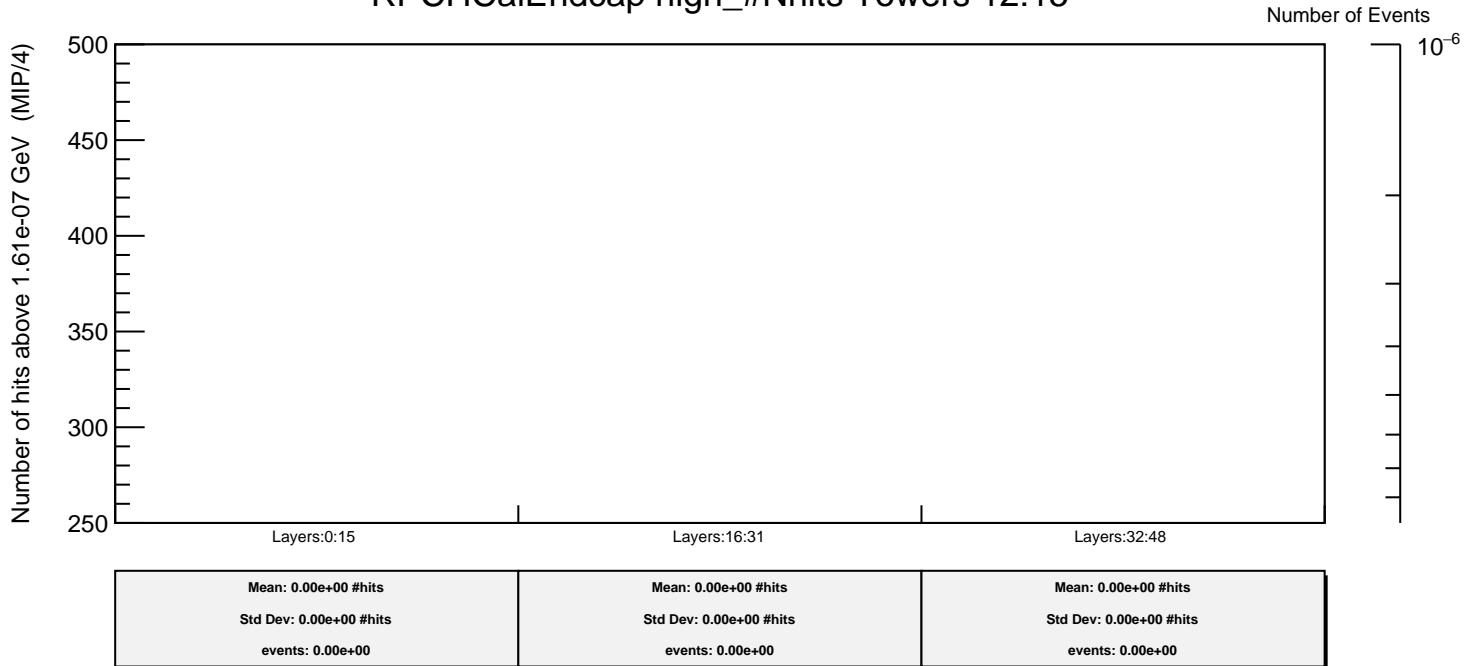 RPCHCalEndcap high_#Nhits Towers 12:15
Number of Events
Number of hits above 1.61e-07 GeV (MIP/4)
500
450
400
350
300
250
10⁻⁶
Layers:0:15 Layers:16:31 Layers:32:48
Mean: 0.00e+00 #hits Mean: 0.00e+00 #hits Mean: 0.00e+00 #hits
Std Dev: 0.00e+00 #hits Std Dev: 0.00e+00 #hits Std Dev: 0.00e+00 #hits
events: 0.00e+00 events: 0.00e+00 events: 0.00e+00